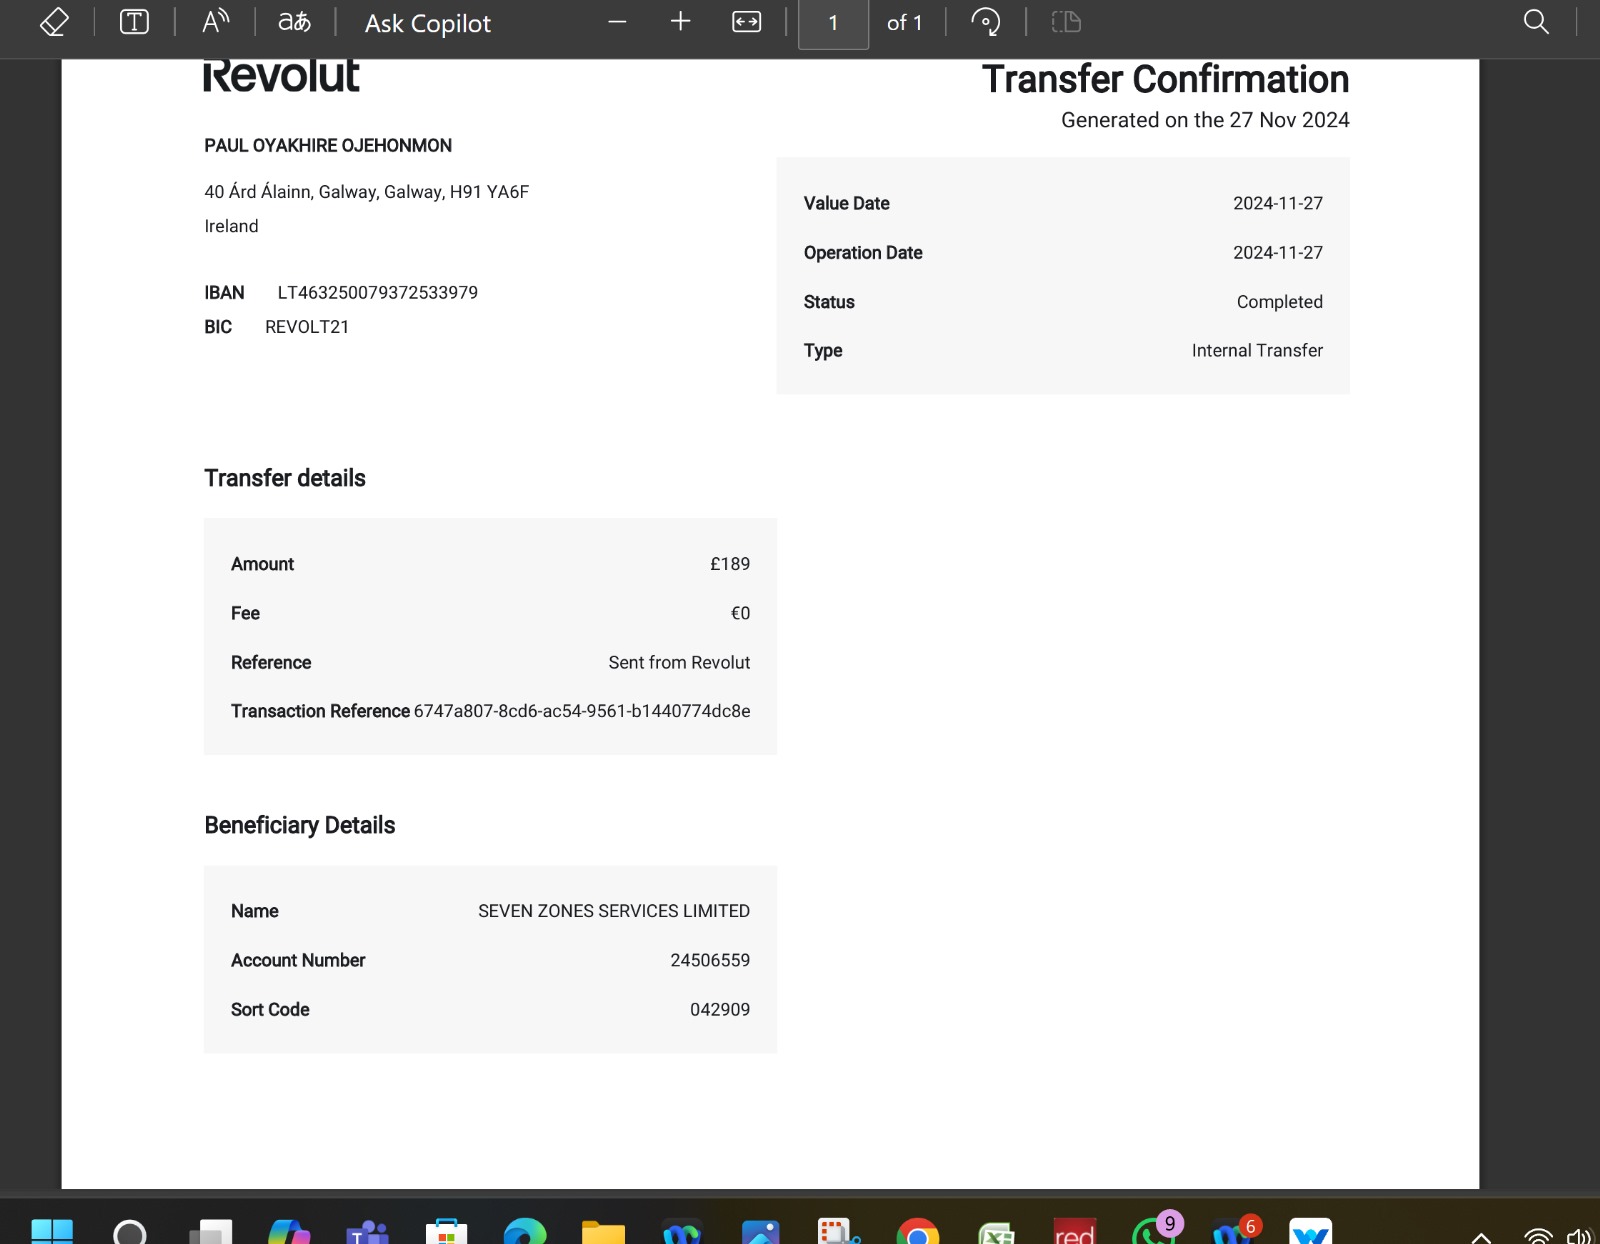 Ask Copilot
1 of 1
Revolut
Transfer Confirmation
Generated on the 27 Nov 2024
PAUL OYAKHIRE OJEHONMON
40 Árd Álainn, Galway, Galway, H91 YA6F
Ireland
IBAN LT463250079372533979
BIC REVOLT21
Value Date 2024-11-27
Operation Date 2024-11-27
Status Completed
Type Internal Transfer
Transfer details
Amount £189
Fee €0
Reference Sent from Revolut
Transaction Reference 6747a807-8cd6-ac54-9561-b1440774dc8e
Beneficiary Details
Name SEVEN ZONES SERVICES LIMITED
Account Number 24506559
Sort Code 042909
red
9
6